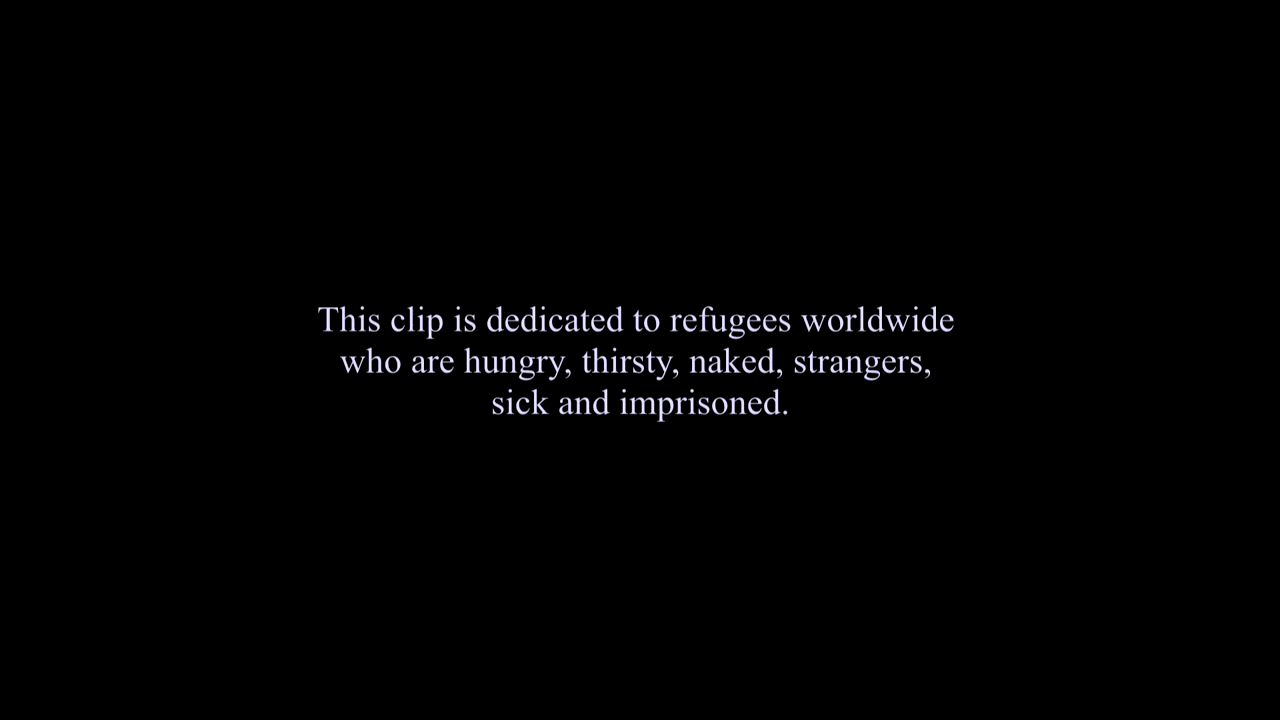 This clip is dedicated to refugees worldwide
who are hungry, thirsty, naked, strangers,
sick and imprisoned.